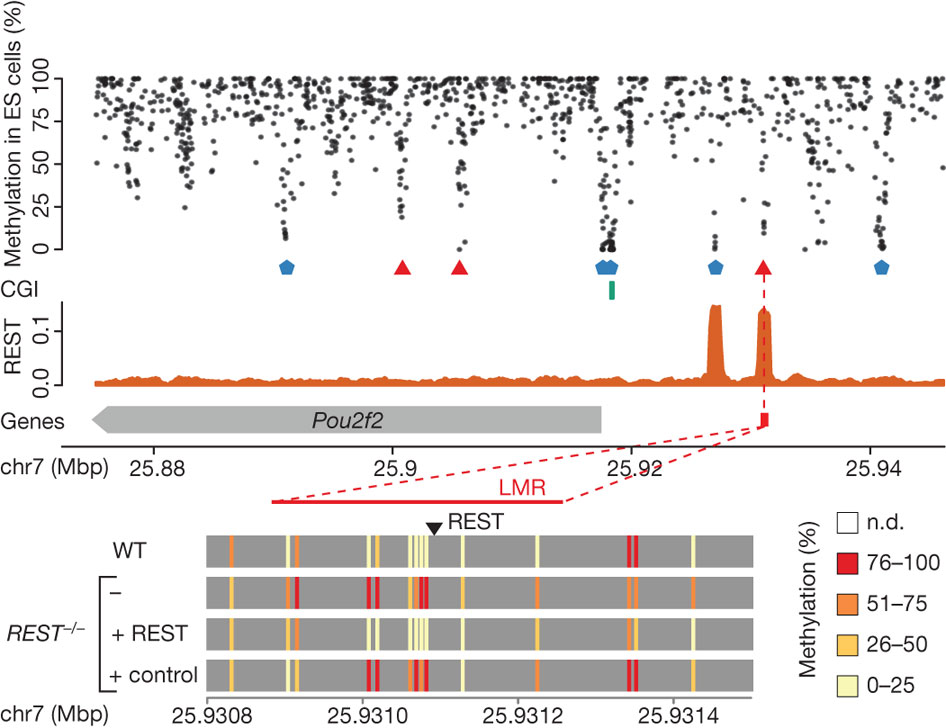 Methylation in ES cells (%)
100
75
50
25
0
CGI
REST
0.1
0.0
Genes
Pou2f2
chr7 (Mbp)
25.88
25.9
25.92
25.94
LMR
REST
WT
REST–/–
–
+ REST
+ control
chr7 (Mbp)
25.9308
25.9310
25.9312
25.9314
Methylation (%)
n.d.
76–100
51–75
26–50
0–25